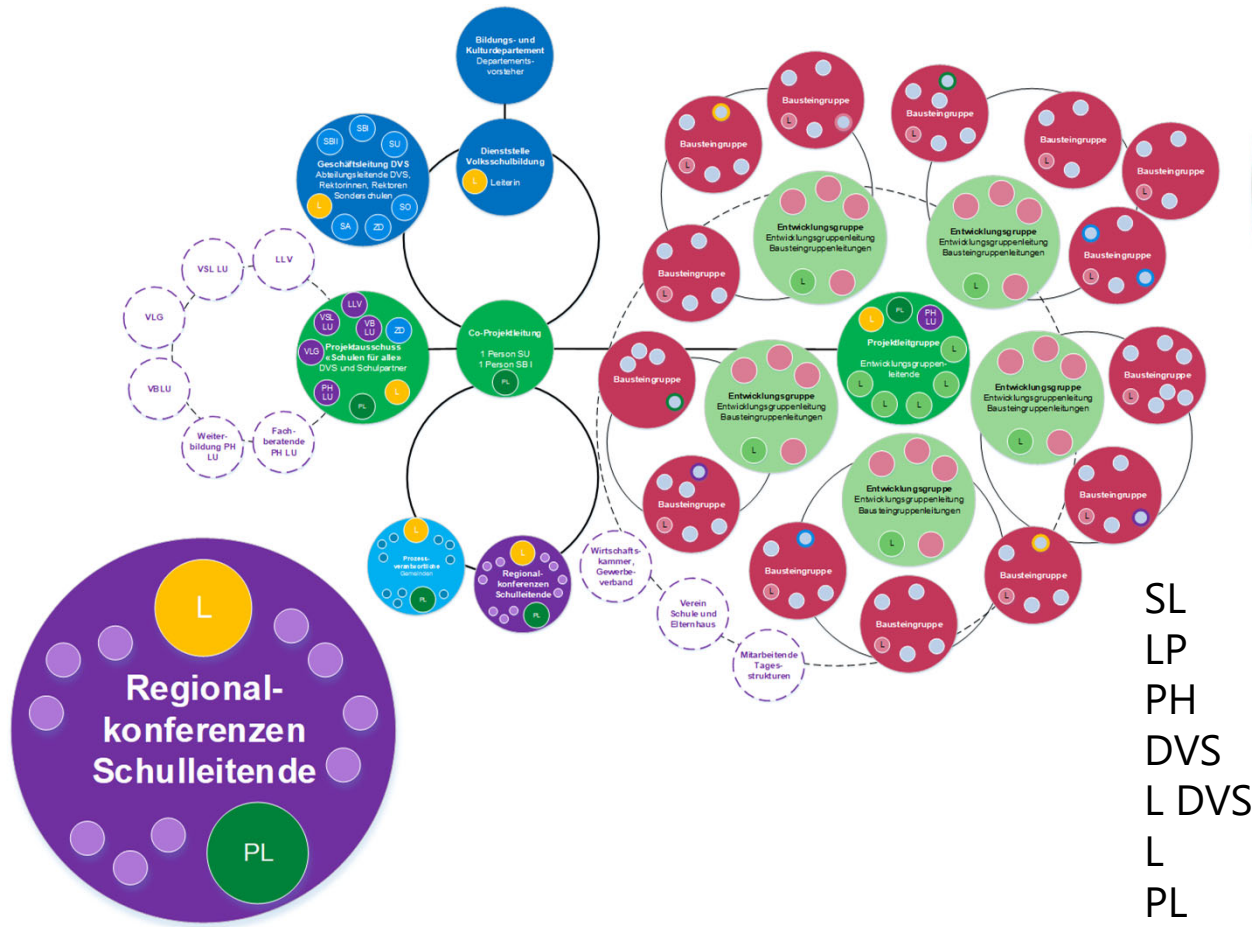 Bildungs- und
Kulturdepartement
Departements-
vorsteher
SBI
SBII
SU
Geschäftsleitung DVS
Abteilungsleitende DVS,
Rektorinnen, Rektoren
Sonderschulen
L
SO
SA
ZD
Dienststelle
Volksschulbildung
L
Leiterin
LLV
VSL LU
VLG
VBLU
Weiter-
bildung PH
LU
Fach-
beratende
PH LU
LLV
VSL
LU
VB
LU
ZD
VLG
Projektausschuss
«Schulen für alle»
DVS und Schulpartner
PH
LU
L
PL
Co-Projektleitung
1 Person SU
1 Person SB I
PL
L
Prozess-
verantwortliche
Gemeinden
PL
L
Regional-
konferenzen
Schulleitende
PL
Bausteingruppe
L
Bausteingruppe
L
Bausteingruppe
L
Entwicklungsgruppe
Entwicklungsgruppenleitung
Bausteingruppenleitungen
L
Bausteingruppe
L
Bausteingruppe
L
Bausteingruppe
L
Bausteingruppe
L
Entwicklungsgruppe
Entwicklungsgruppenleitung
Bausteingruppenleitungen
L
L
PL
PH
LU
Projektleitgruppe
L
Entwicklungsgruppen-
leitende
L
L
L
L
Bausteingruppe
Bausteingruppe
L
Entwicklungsgruppe
Entwicklungsgruppenleitung
Bausteingruppenleitungen
L
Entwicklungsgruppe
Entwicklungsgruppenleitung
Bausteingruppenleitungen
L
Bausteingruppe
L
Bausteingruppe
L
Entwicklungsgruppe
Entwicklungsgruppenleitung
Bausteingruppenleitungen
L
Bausteingruppe
L
Bausteingruppe
L
Bausteingruppe
L
Wirtschafts-
kammer,
Gewerbe-
verband
Verein
Schule und
Elternhaus
Mitarbeitende
Tages-
strukturen
L
Regional-
konferenzen
Schulleitende
PL
SL
LP
PH
DVS
L DVS
L
PL